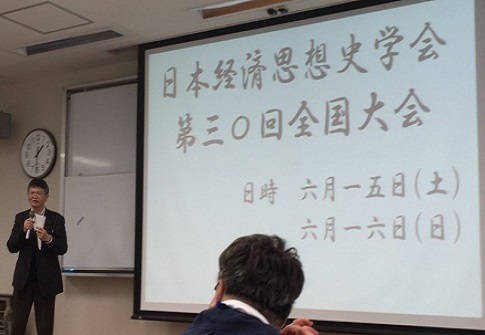 日本経済思想史学会
第三〇回全国大会
日時 六月一五日(土)
六月一六日(日)